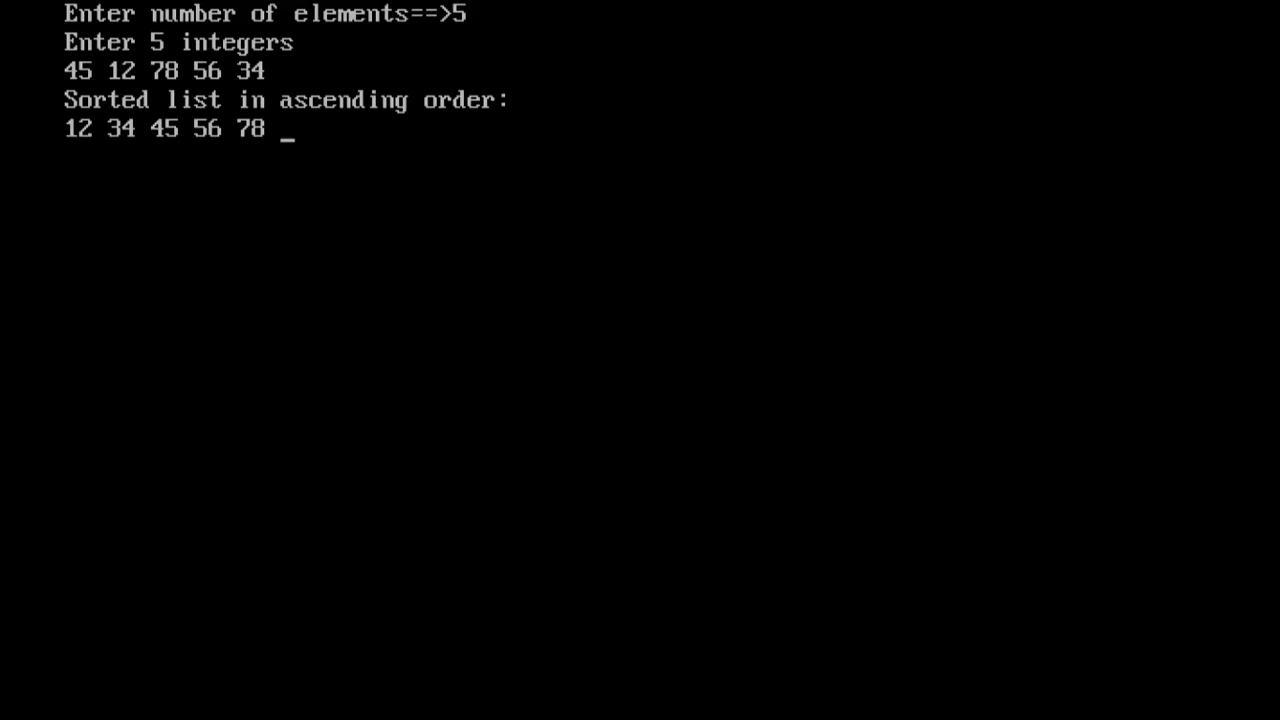 Enter number of elements==>5
Enter 5 integers
45 12 78 56 34
Sorted list in ascending order:
12 34 45 56 78 _